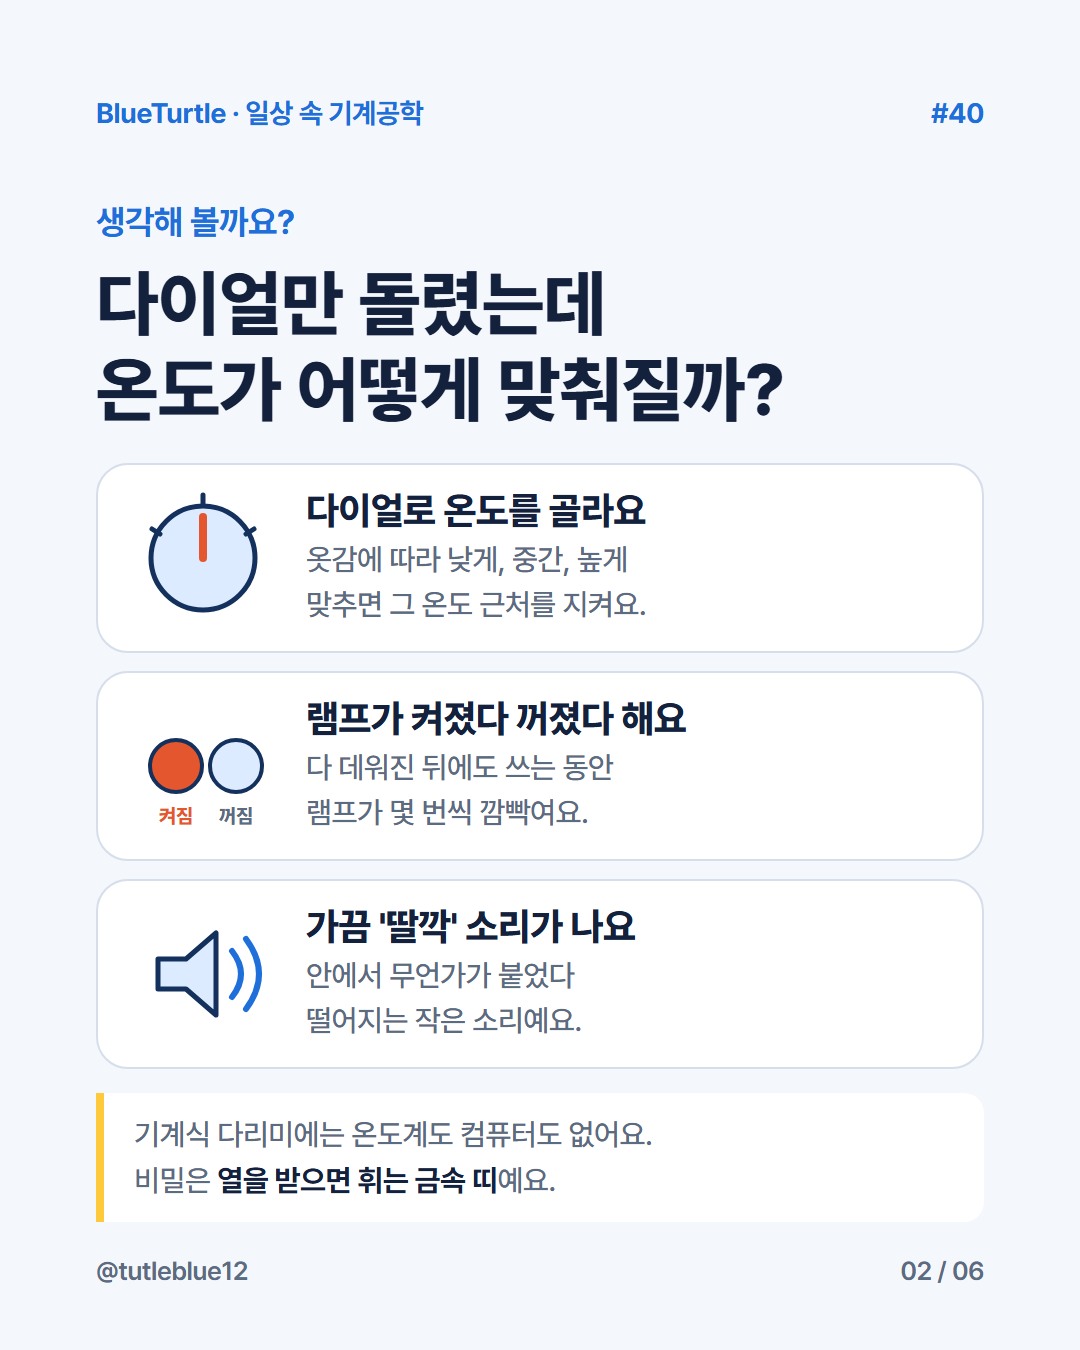 BlueTurtle · 일상 속 기계공학
#40
생각해 볼까요?
다이얼만 돌렸는데
온도가 어떻게 맞춰질까?
다이얼로 온도를 골라요
옷감에 따라 낮게, 중간, 높게
맞추면 그 온도 근처를 지켜요.
램프가 켜졌다 꺼졌다 해요
다 데워진 뒤에도 쓰는 동안
램프가 몇 번씩 깜빡여요.
켜짐 꺼짐
가끔 '딸깍' 소리가 나요
안에서 무언가가 붙었다
떨어지는 작은 소리예요.
기계식 다리미에는 온도계도 컴퓨터도 없어요.
비밀은 열을 받으면 휘는 금속 띠예요.
@tutleblue12
02 / 06